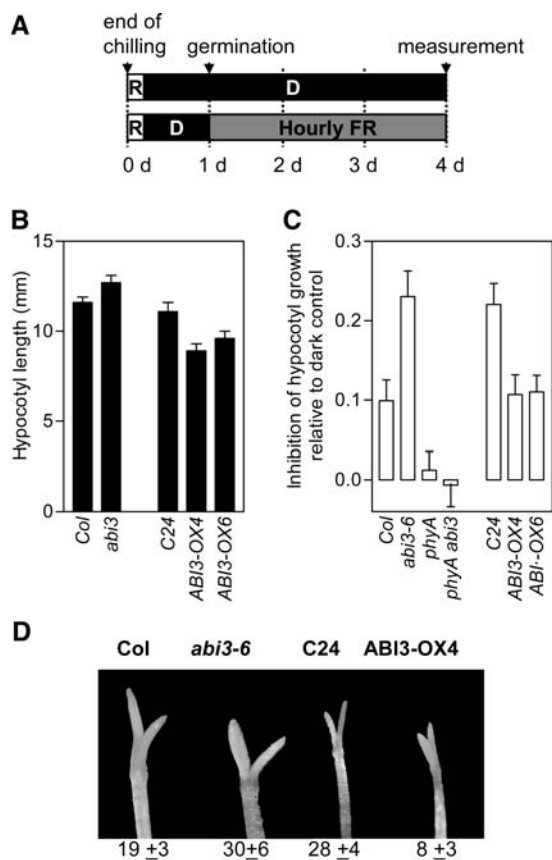 A
end of
chilling germination measurement
R D
R D Hourly FR
0 d 1 d 2 d 3 d 4 d
B
Hypocotyl length (mm)
15
10
5
0
Col abi3 C24 ABI3-OX4 ABI3-OX6
C
Inhibition of hypocotyl growth
relative to dark control
0.3
0.2
0.1
0.0
Col abi3-6 phyA phyA abi3 C24 ABI3-OX4 ABI--OX6
D
Col abi3-6 C24 ABI3-OX4
19 ±3 30±6 28 ±4 8 ±3